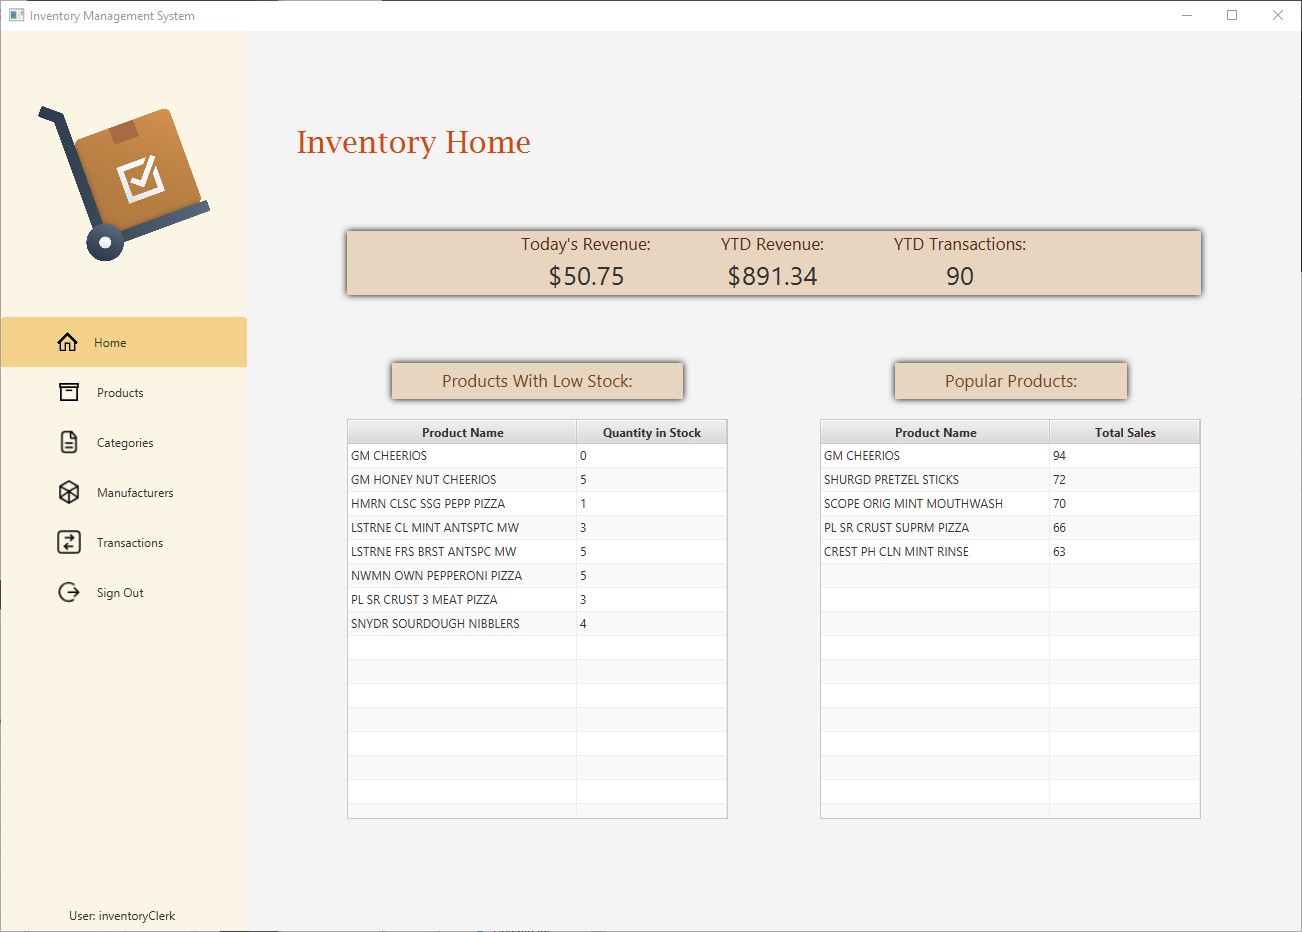 Inventory Management System
Inventory Home
Today's Revenue: YTD Revenue: YTD Transactions:
$50.75 $891.34 90
Home
Products
Categories
Manufacturers
Transactions
Sign Out
Products With Low Stock:
Product Name Quantity in Stock
GM CHEERIOS 0
GM HONEY NUT CHEERIOS 5
HMRN CLSC SSG PEPP PIZZA 1
LSTRNE CL MINT ANTSPTC MW 3
LSTRNE FRS BRST ANTSPC MW 5
NWMN OWN PEPPERONI PIZZA 5
PL SR CRUST 3 MEAT PIZZA 3
SNYDR SOURDOUGH NIBBLERS 4
Popular Products:
Product Name Total Sales
GM CHEERIOS 94
SHURGD PRETZEL STICKS 72
SCOPE ORIG MINT MOUTHWASH 70
PL SR CRUST SUPRM PIZZA 66
CREST PH CLN MINT RINSE 63
User: inventoryClerk